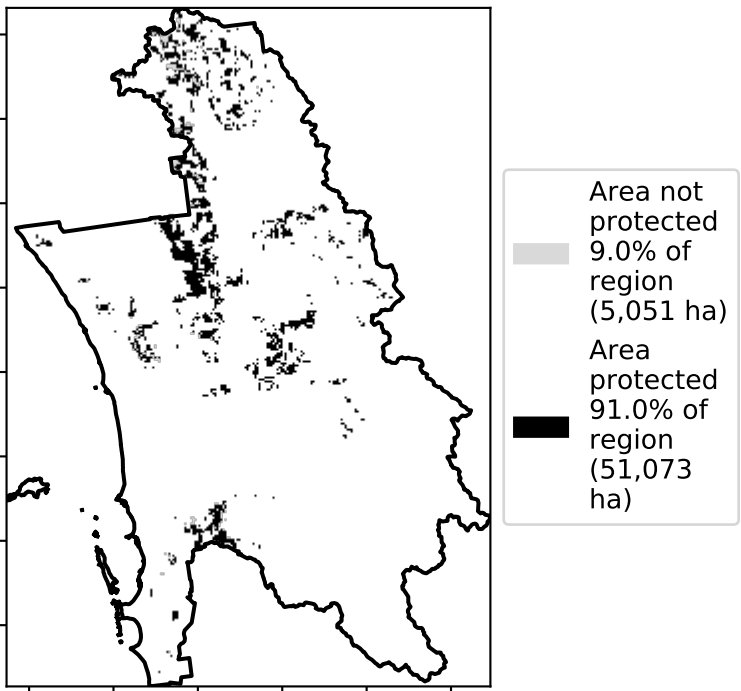 Area not
protected
9.0% of
region
(5,051 ha)
Area
protected
91.0% of
region
(51,073
ha)